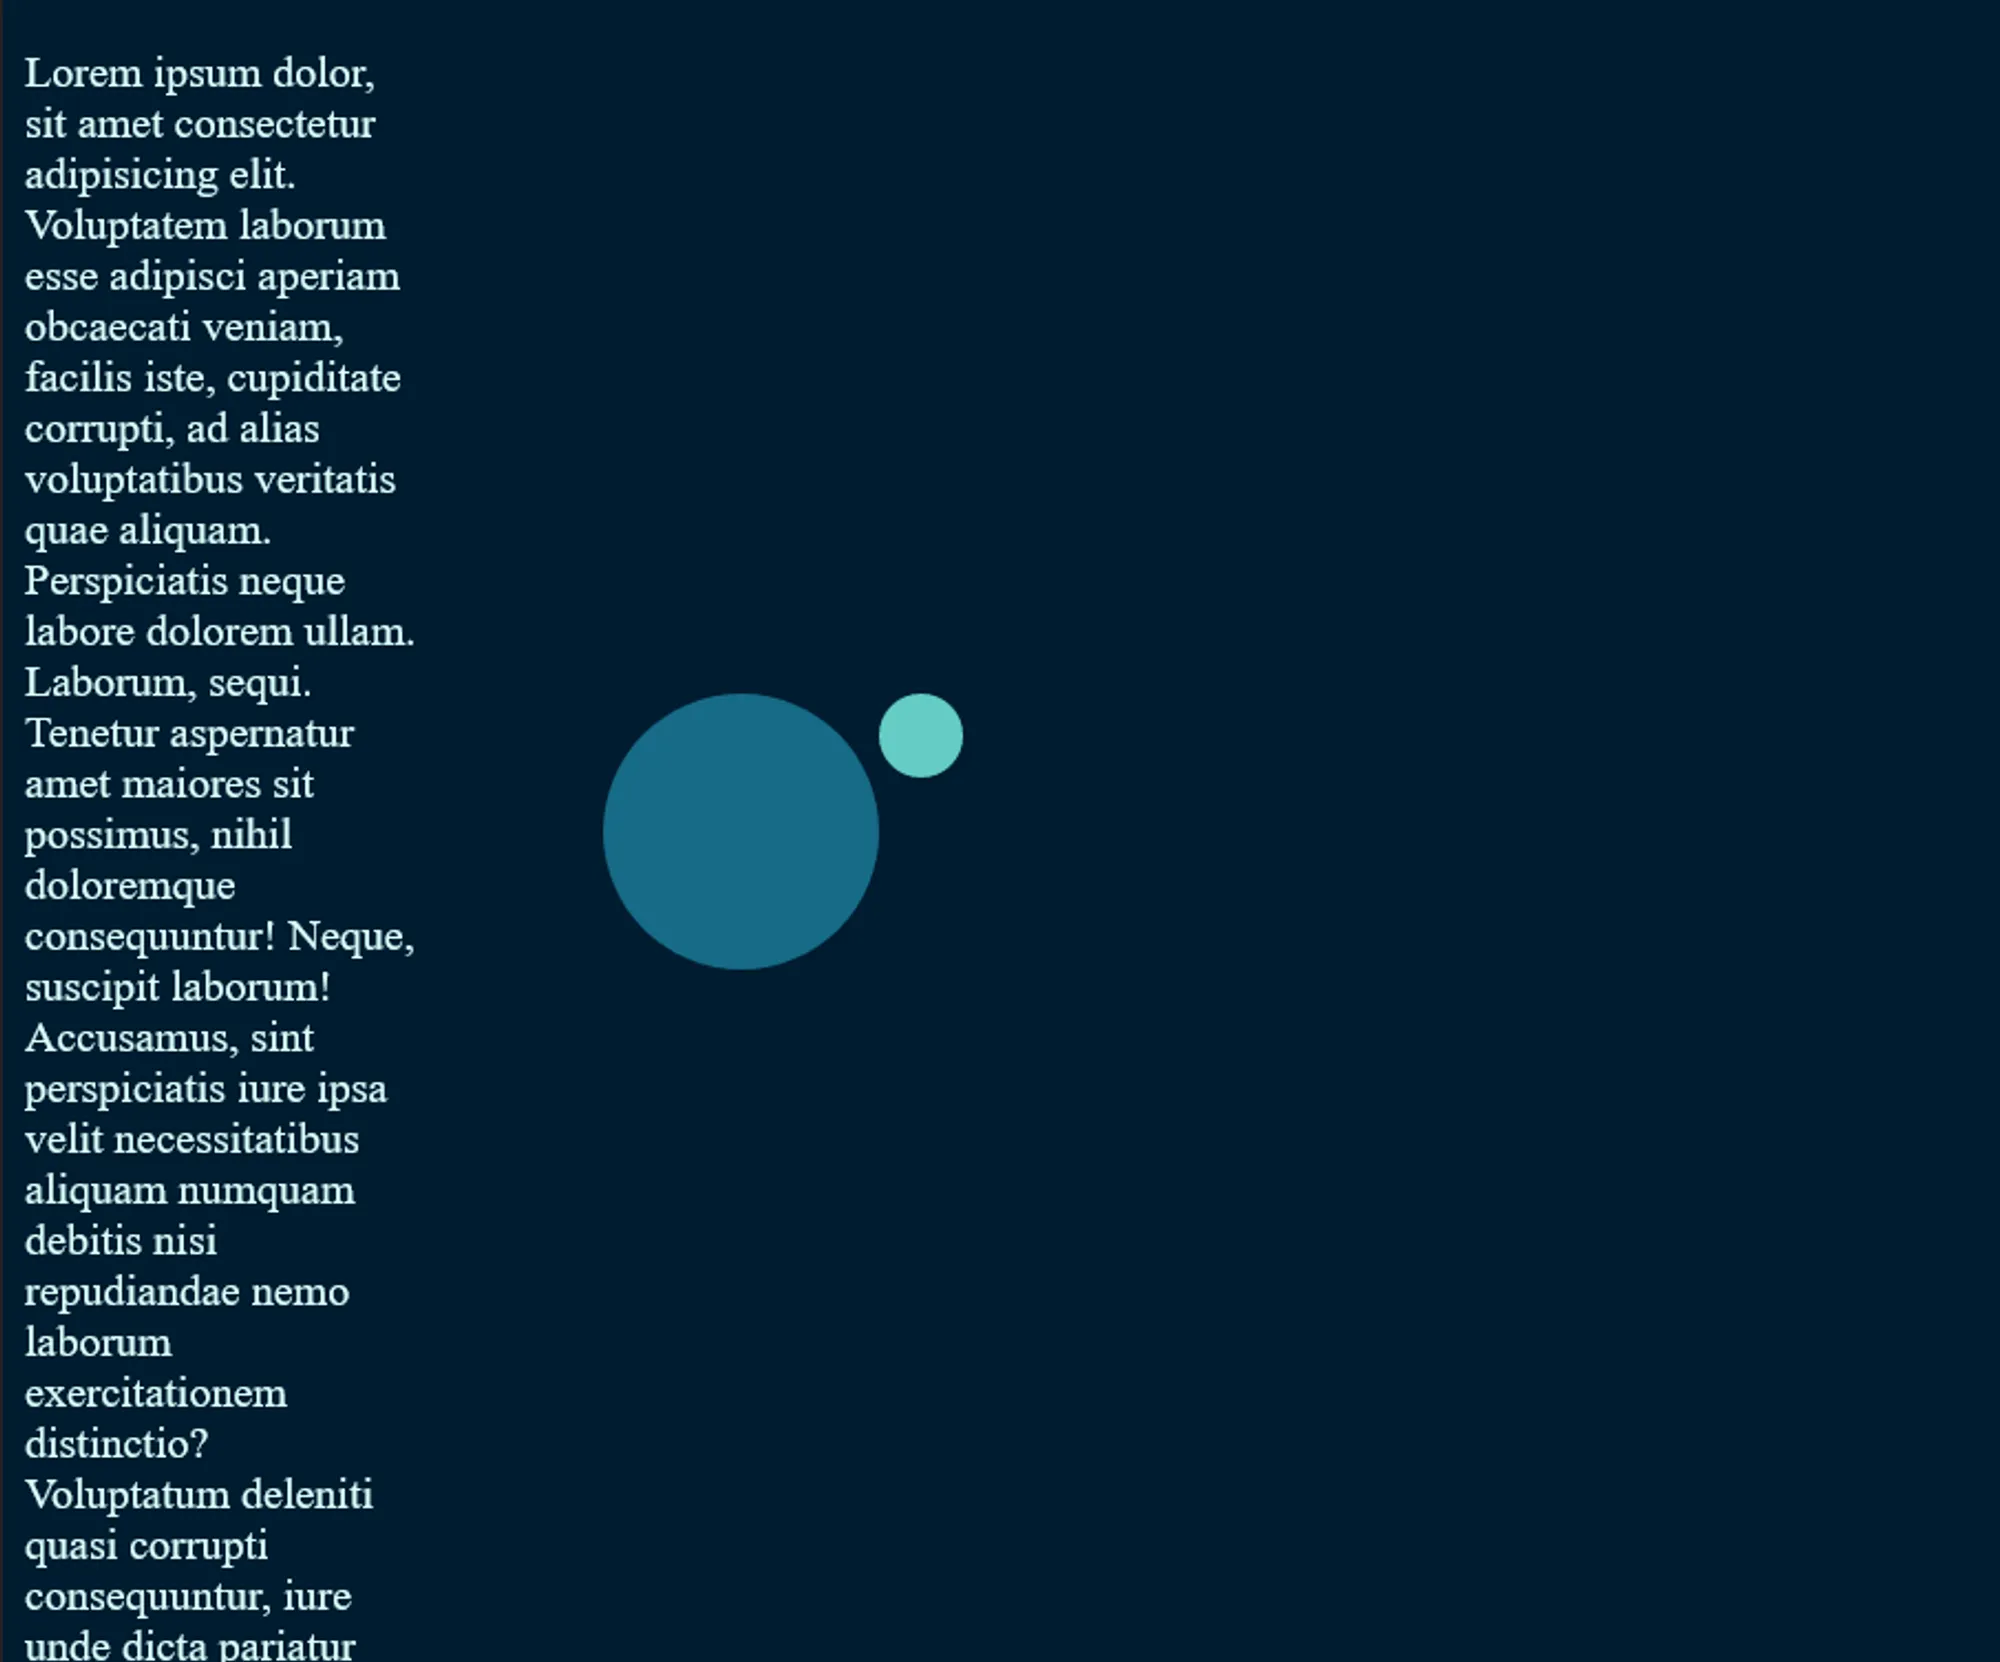 Lorem ipsum dolor,
sit amet consectetur
adipisicing elit.
Voluptatem laborum
esse adipisci aperiam
obcaecati veniam,
facilis iste, cupiditate
corrupti, ad alias
voluptatibus veritatis
quae aliquam.
Perspiciatis neque
labore dolorem ullam.
Laborum, sequi.
Tenetur aspernatur
amet maiores sit
possimus, nihil
doloremque
consequuntur! Neque,
suscipit laborum!
Accusamus, sint
perspiciatis iure ipsa
velit necessitatibus
aliquam numquam
debitis nisi
repudiandae nemo
laborum
exercitationem
distinctio?
Voluptatum deleniti
quasi corrupti
consequuntur, iure
unde dicta pariatur